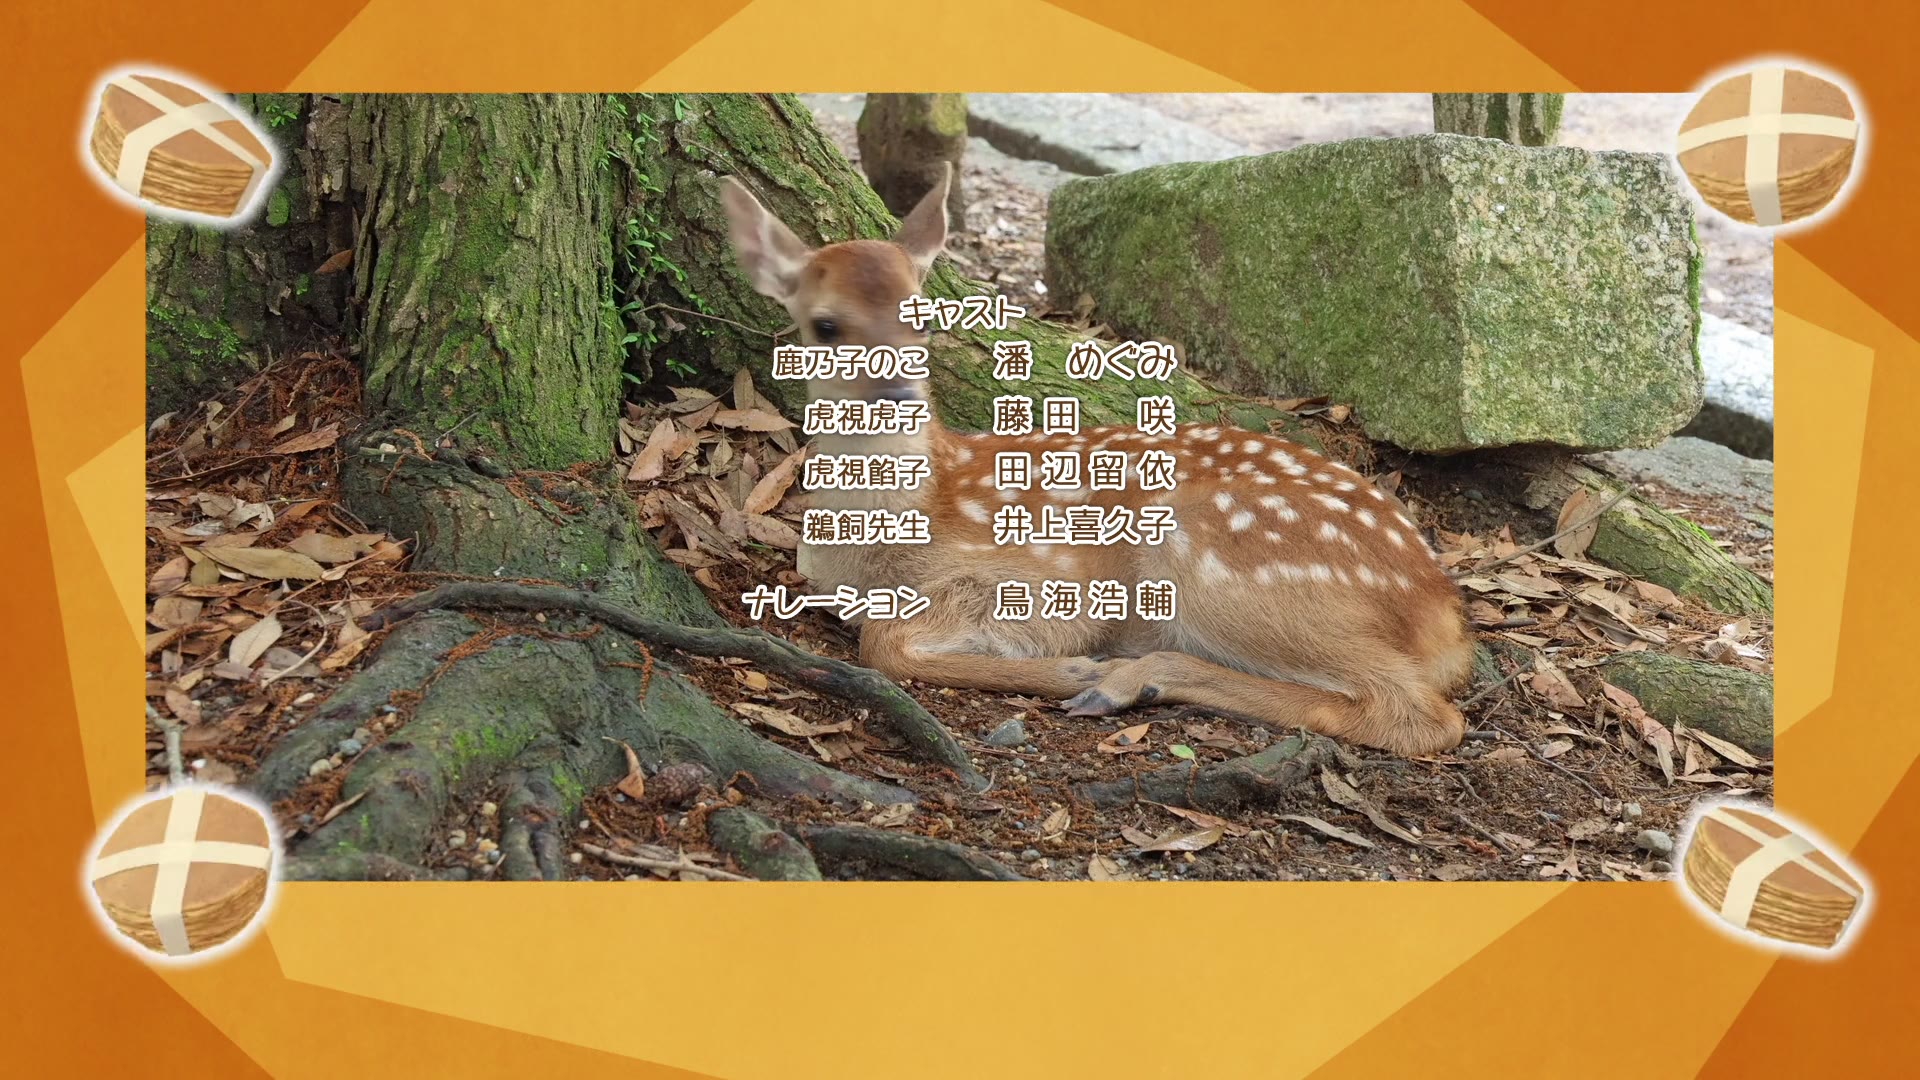 キャスト
鹿乃子のこ　潘　めぐみ
虎視虎子　藤田　咲
虎視餡子　田辺留依
鵜飼先生　井上喜久子
ナレーション　鳥海浩輔